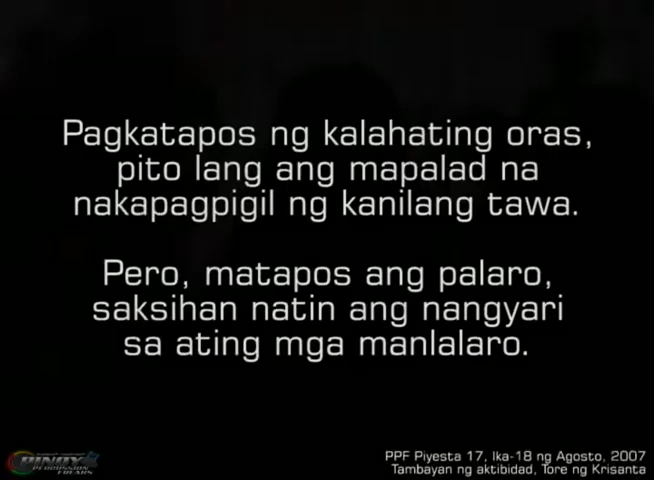 Pagkatapos ng kalahating oras,
pito lang ang mapalad na
nakapagpigil ng kanilang tawa.
Pero, matapos ang palaro,
saksihan natin ang nangyari
sa ating mga manlalaro.
PINOY
PERCUSSION
FREAKS
PPF Piyesta 17, Ika-18 ng Agosto, 2007
Tambayan ng aktibidad, Tore ng Krisanta